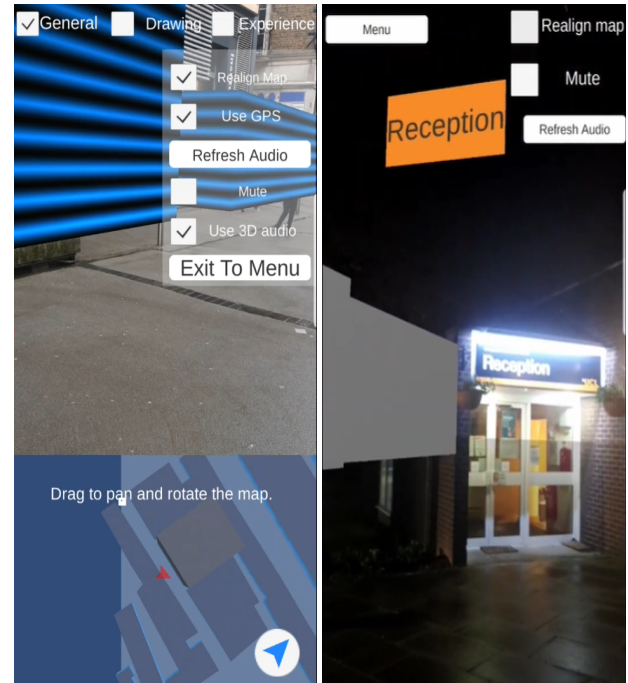 General Drawing Experience
Realign Map
Use GPS
Refresh Audio
Mute
Use 3D audio
Exit To Menu
Drag to pan and rotate the map.
Menu
Realign map
Mute
Refresh Audio
Reception
Reception